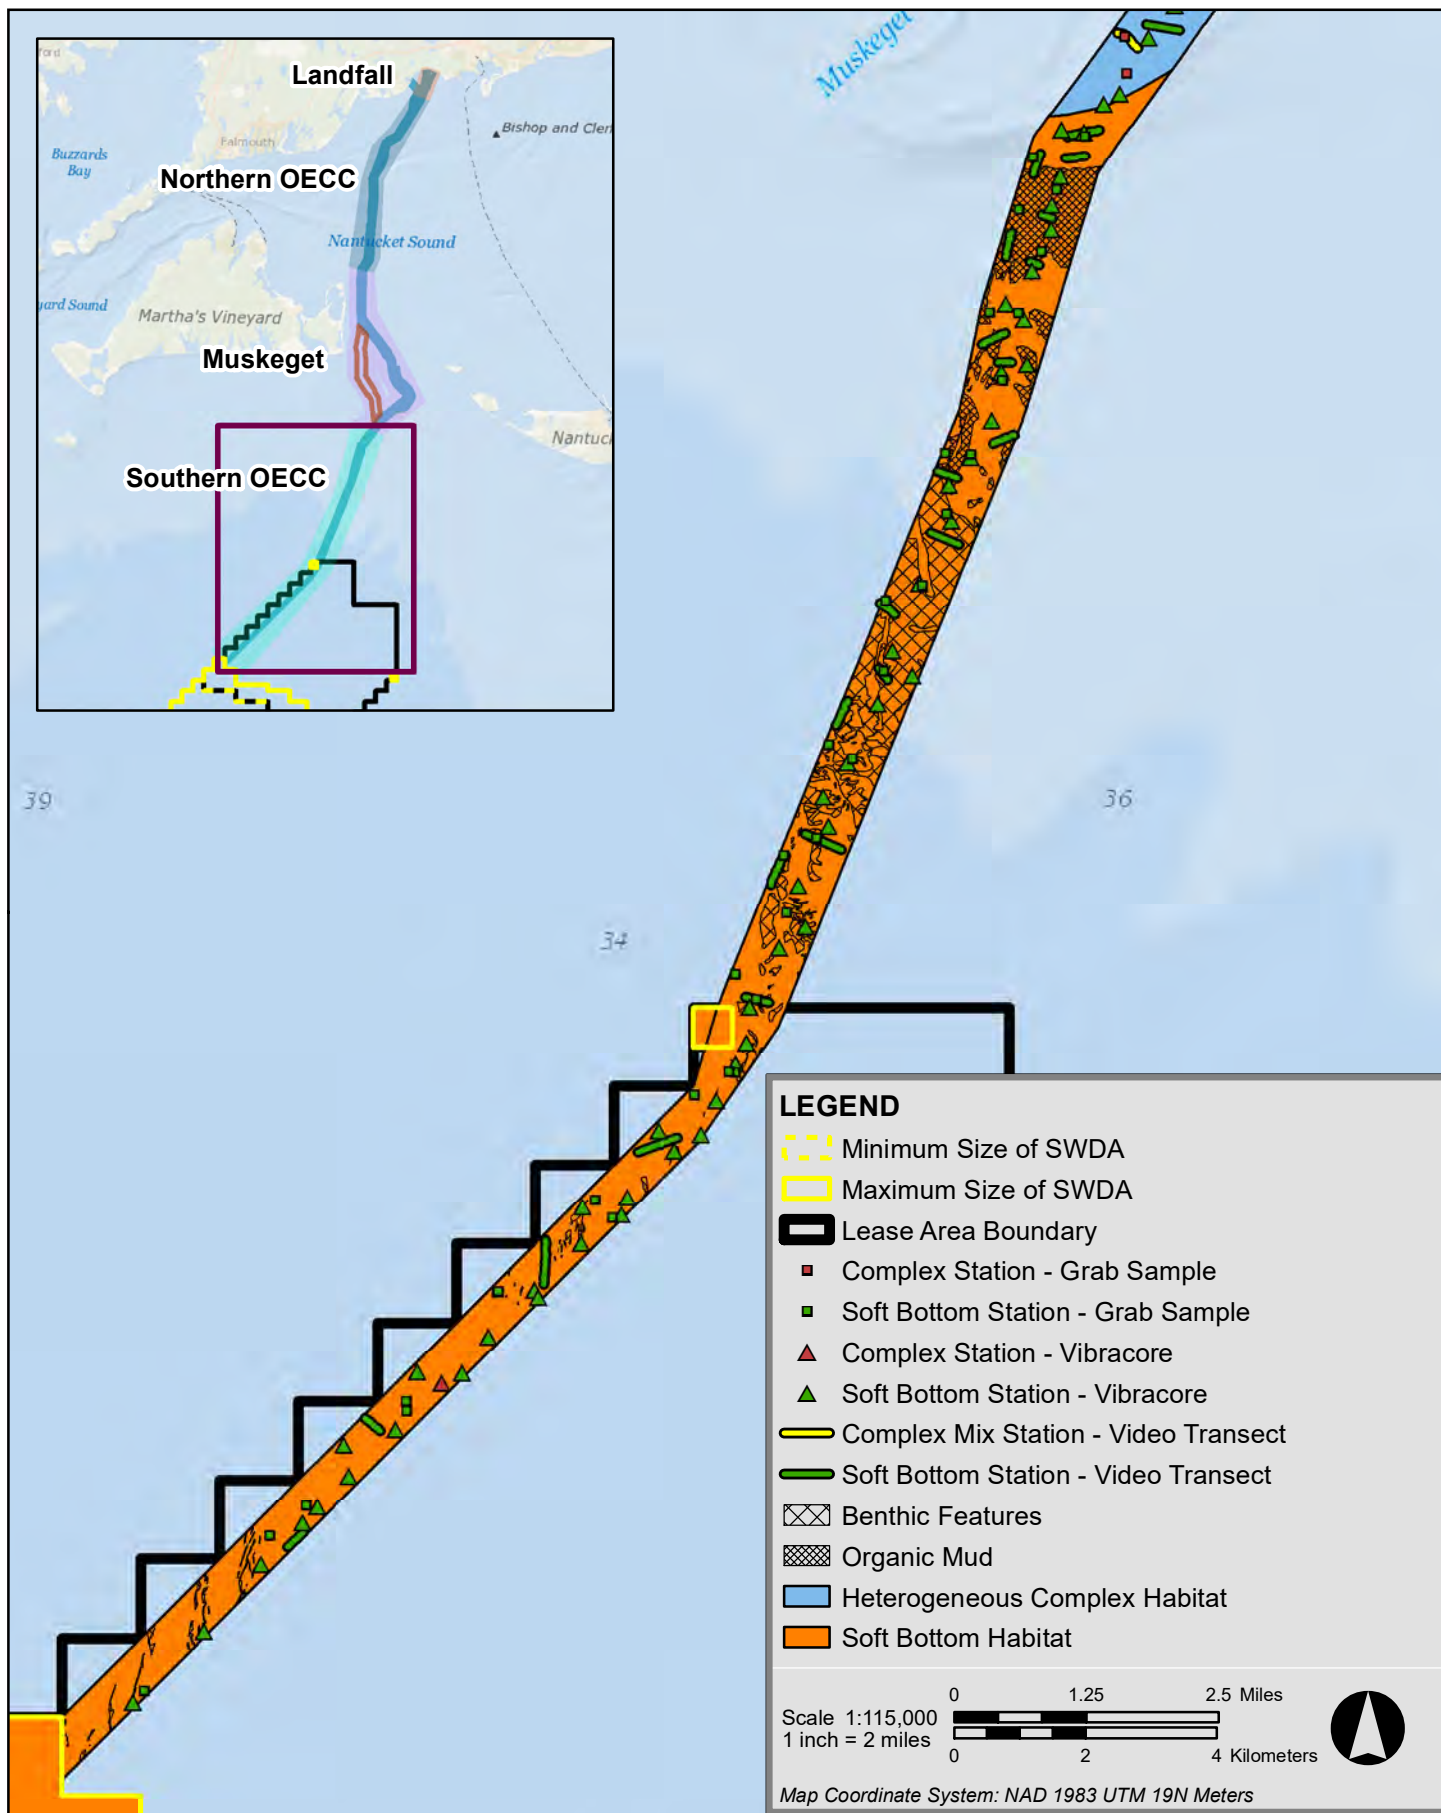 Muskeget
ford
Landfall
Bishop and Cler
Falmouth
Buzzards
Bay
Northern OECC
Nantucket Sound
yard Sound
Martha's Vineyard
Muskeget
Nantuc
Southern OECC
39
36
34
LEGEND
Minimum Size of SWDA
Maximum Size of SWDA
Lease Area Boundary
Complex Station - Grab Sample
Soft Bottom Station - Grab Sample
Complex Station - Vibracore
Soft Bottom Station - Vibracore
Complex Mix Station - Video Transect
Soft Bottom Station - Video Transect
Benthic Features
Organic Mud
Heterogeneous Complex Habitat
Soft Bottom Habitat
0 1.25 2.5 Miles
Scale 1:115,000
1 inch = 2 miles
0 2 4 Kilometers
Map Coordinate System: NAD 1983 UTM 19N Meters